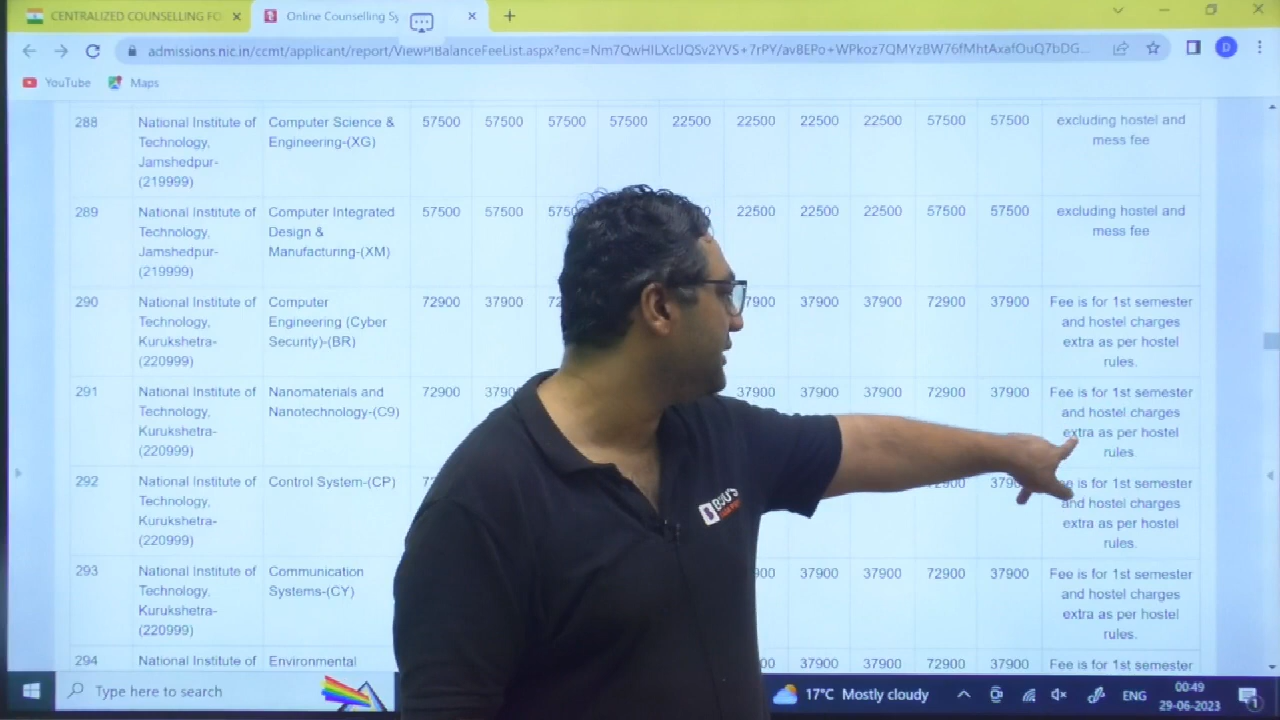 CENTRALIZED COUNSELLING FO
Online Counselling Sy
admissions.nic.in/ccmt/applicant/report/ViewPIBalanceFeeList.aspx?enc=Nm7QwHILXclJQSv2YVS+7rPY/av8EPo+WPkoz7QMYzBW76fMhtAxafOuQ7bDG...
D
YouTube Maps
288 National Institute of Computer Science & 57500 57500 57500 57500 22500 22500 22500 22500 57500 57500 excluding hostel and
Technology, Engineering-(XG) mess fee
Jamshedpur-
(219999)
289 National Institute of Computer Integrated 57500 57500 22500 22500 22500 57500 57500 excluding hostel and
Technology, Design & mess fee
Jamshedpur- Manufacturing-(XM)
(219999)
290 National Institute of Computer 72900 37900 37900 37900 72900 37900 Fee is for 1st semester
Technology, Engineering (Cyber and hostel charges
Kurukshetra- Security)-(BR) extra as per hostel
(220999) rules.
291 National Institute of Nanomaterials and 72900 37900 37900 37900 72900 37900 Fee is for 1st semester
Technology, Nanotechnology-(C9) and hostel charges
Kurukshetra- extra as per hostel
(220999) rules.
292 National Institute of Control System-(CP) is for 1st semester
Technology, and hostel charges
Kurukshetra- extra as per hostel
(220999) rules.
293 National Institute of Communication 37900 37900 72900 37900 Fee is for 1st semester
Technology, Systems-(CY) and hostel charges
Kurukshetra- extra as per hostel
(220999) rules.
294 National Institute of Environmental 37900 37900 72900 37900 Fee is for 1st semester
Type here to search
17°C Mostly cloudy ENG 00:49
29-06-2023
1